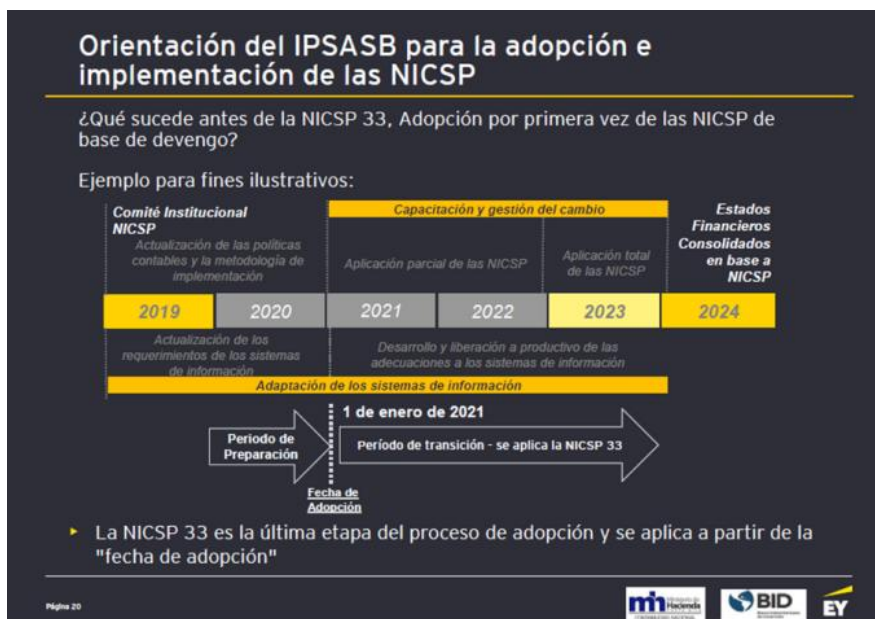 Orientación del IPSASB para la adopción e
implementación de las NICSP
¿Qué sucede antes de la NICSP 33, Adopción por primera vez de las NICSP de
base de devengo?
Ejemplo para fines ilustrativos:
Comité Institucional
NICSP
Actualización de las políticas
contables y la metodología de
implementación
Capacitación y gestión del cambio
Aplicación parcial de las NICSP
Aplicación total
de las NICSP
Estados
Financieros
Consolidados
en base a
NICSP
2019
2020
2021
2022
2023
2024
Actualización de los
requerimientos de los sistemas
de información
Desarrollo y liberación a productivo de las
adecuaciones a los sistemas de información
Adaptación de los sistemas de información
1 de enero de 2021
Periodo de
Preparación
Período de transición - se aplica la NICSP 33
Fecha de
Adopción
▸ La NICSP 33 es la última etapa del proceso de adopción y se aplica a partir de la
"fecha de adopción"
Página 20
mh
Hacienda
BID
EY